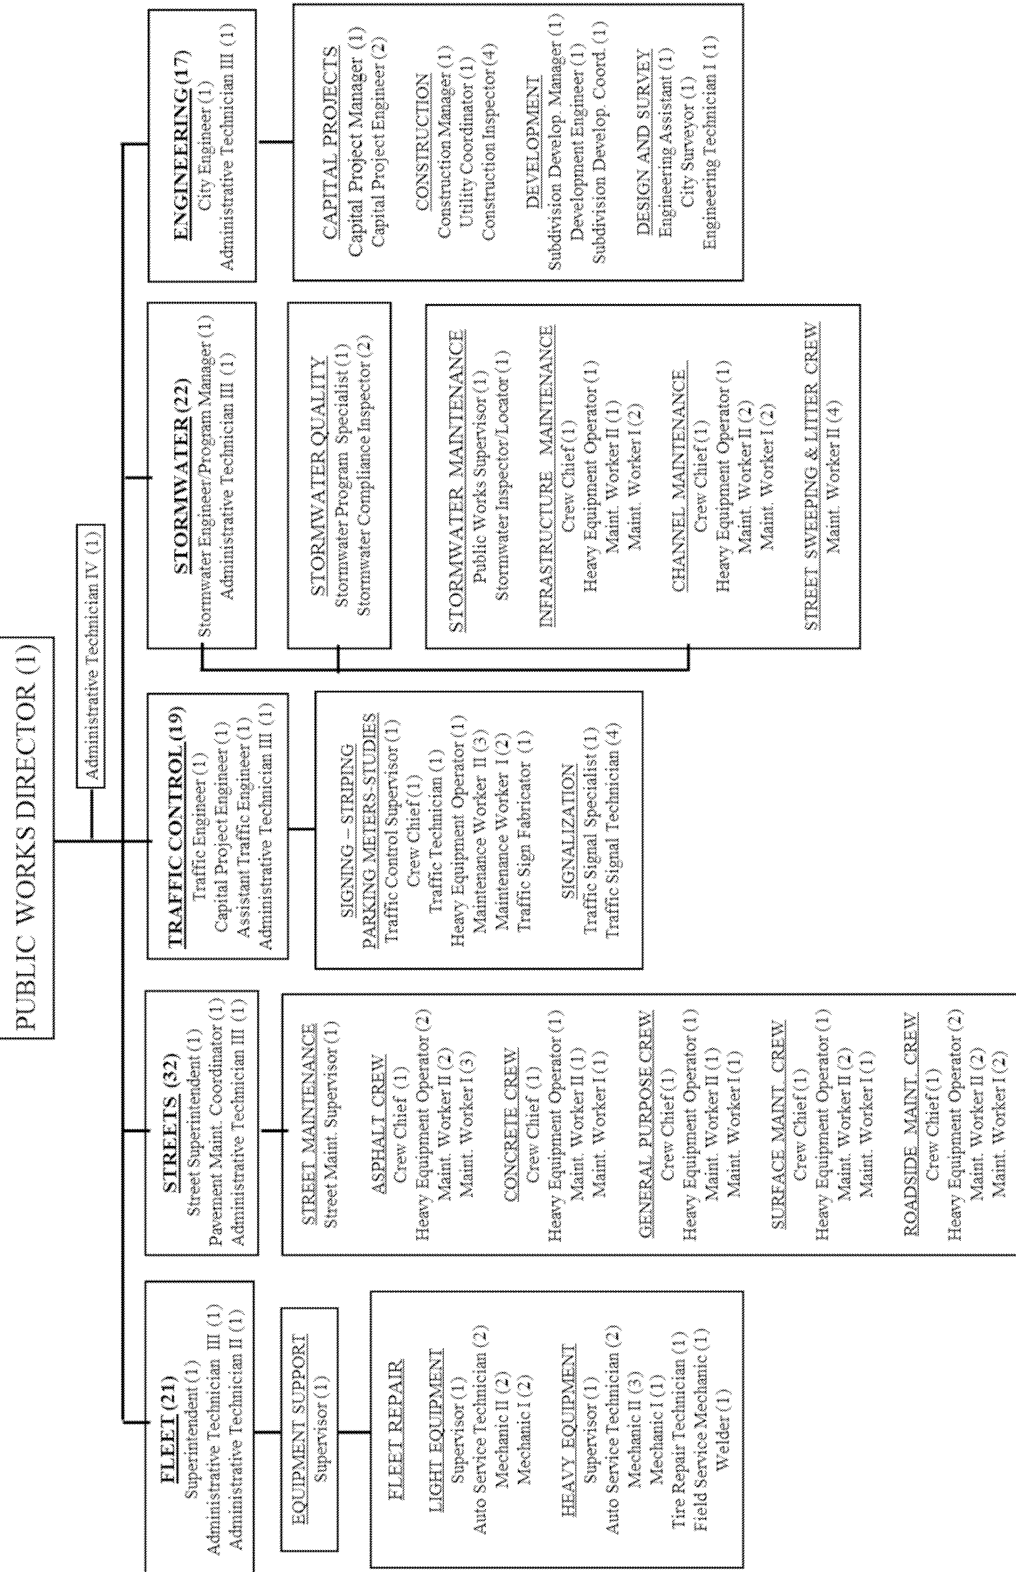 PUBLIC WORKS DIRECTOR (1)
Administrative Technician IV (1)
FLEET (21)
Superintendent (1)
Administrative Technician III (1)
Administrative Technician II (1)
EQUIPMENT SUPPORT
Supervisor (1)
FLEET REPAIR
LIGHT EQUIPMENT
Supervisor (1)
Auto Service Technician (2)
Mechanic II (2)
Mechanic I (2)
HEAVY EQUIPMENT
Supervisor (1)
Auto Service Technician (2)
Mechanic II (3)
Mechanic I (1)
Tire Repair Technician (1)
Field Service Mechanic (1)
Welder (1)
STREETS (32)
Street Superintendent (1)
Pavement Maint. Coordinator (1)
Administrative Technician III (1)
STREET MAINTENANCE
Street Maint. Supervisor (1)
ASPHALT CREW
Crew Chief (1)
Heavy Equipment Operator (2)
Maint. Worker II (2)
Maint. Worker I (3)
CONCRETE CREW
Crew Chief (1)
Heavy Equipment Operator (1)
Maint. Worker II (1)
Maint. Worker I (1)
GENERAL PURPOSE CREW
Crew Chief (1)
Heavy Equipment Operator (1)
Maint. Worker II (1)
Maint. Worker I (1)
SURFACE MAINT. CREW
Crew Chief (1)
Heavy Equipment Operator (1)
Maint. Worker II (2)
Maint. Worker I (1)
ROADSIDE MAINT. CREW
Crew Chief (1)
Heavy Equipment Operator (2)
Maint. Worker II (2)
Maint. Worker I (2)
TRAFFIC CONTROL (19)
Traffic Engineer (1)
Capital Project Engineer (1)
Assistant Traffic Engineer (1)
Administrative Technician III (1)
SIGNING – STRIPING
PARKING METERS-STUDIES
Traffic Control Supervisor (1)
Crew Chief (1)
Traffic Technician (1)
Heavy Equipment Operator (1)
Maintenance Worker II (3)
Maintenance Worker I (2)
Traffic Sign Fabricator (1)
SIGNALIZATION
Traffic Signal Specialist (1)
Traffic Signal Technician (4)
STORMWATER (22)
Stormwater Engineer/Program Manager (1)
Administrative Technician III (1)
STORMWATER QUALITY
Stormwater Program Specialist (1)
Stormwater Compliance Inspector (2)
STORMWATER MAINTENANCE
Public Works Supervisor (1)
Stormwater Inspector/Locator (1)
INFRASTRUCTURE MAINTENANCE
Crew Chief (1)
Heavy Equipment Operator (1)
Maint. Worker II (1)
Maint. Worker I (2)
CHANNEL MAINTENANCE
Crew Chief (1)
Heavy Equipment Operator (1)
Maint. Worker II (2)
Maint. Worker I (2)
STREET SWEEPING & LITTER CREW
Maint. Worker II (4)
ENGINEERING (17)
City Engineer (1)
Administrative Technician III (1)
CAPITAL PROJECTS
Capital Project Manager (1)
Capital Project Engineer (2)
CONSTRUCTION
Construction Manager (1)
Utility Coordinator (1)
Construction Inspector (4)
DEVELOPMENT
Subdivision Develop. Manager (1)
Development Engineer (1)
Subdivision Develop. Coord. (1)
DESIGN AND SURVEY
Engineering Assistant (1)
City Surveyor (1)
Engineering Technician I (1)